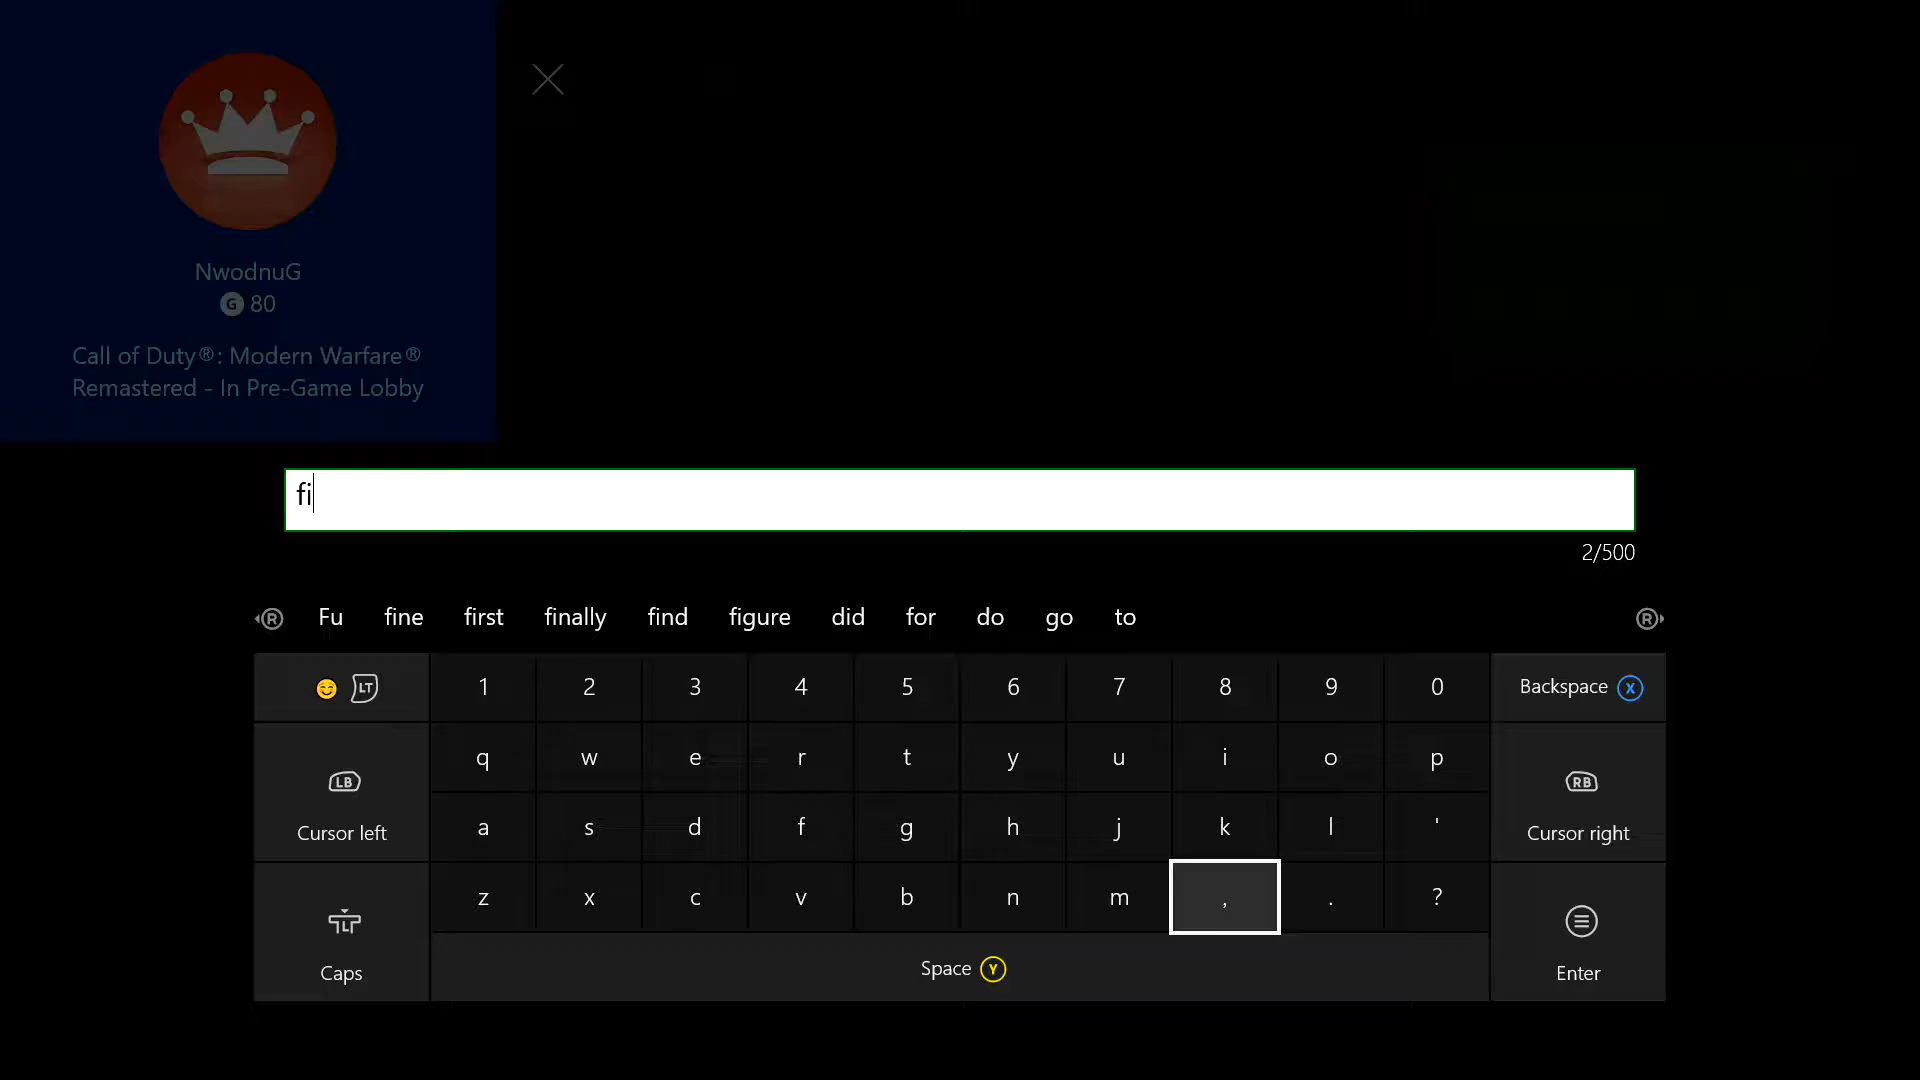 NwodnuG
G 80
Call of Duty®: Modern Warfare®
Remastered - In Pre-Game Lobby
fi
2/500
R Fu fine first finally find figure did for do go to R
LT 1 2 3 4 5 6 7 8 9 0 Backspace X
q w e r t y u i o p
LB RB
Cursor left a s d f g h j k l ' Cursor right
z x c v b n m , . ?
Caps Space Y Enter